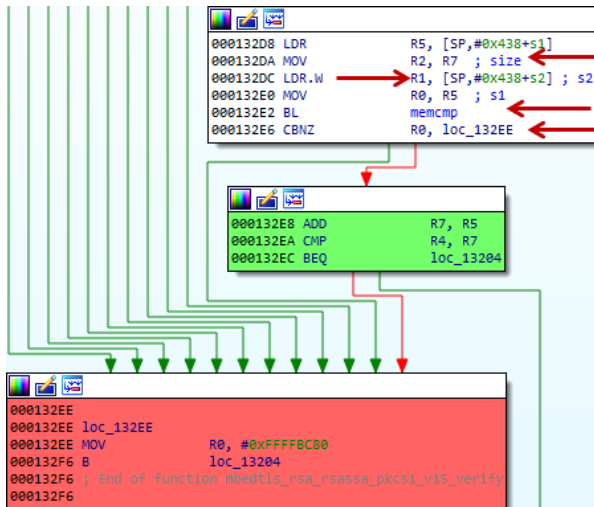 000132D8 LDR R5, [SP,#0x438+s1]
000132DA MOV R2, R7 ; size
000132DC LDR.W R1, [SP,#0x438+s2] ; s2
000132E0 MOV R0, R5 ; s1
000132E2 BL memcmp
000132E6 CBNZ R0, loc_132EE
000132E8 ADD R7, R5
000132EA CMP R4, R7
000132EC BEQ loc_13204
000132EE
000132EE loc_132EE
000132EE MOV R0, #0xFFFFBC80
000132F6 B loc_13204
000132F6 ; End of function mbedtls_rsa_rsassa_pkcs1_v15_verify
000132F6